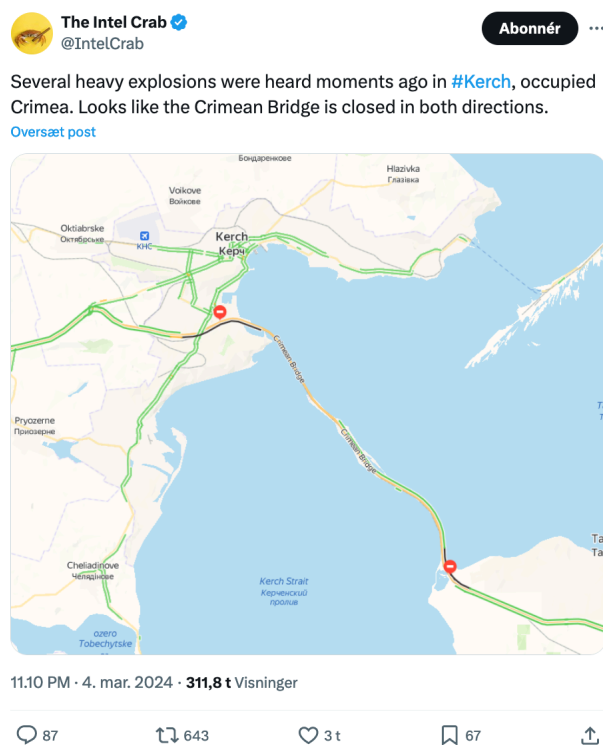 The Intel Crab
@IntelCrab
Abonnér
Several heavy explosions were heard moments ago in #Kerch, occupied
Crimea. Looks like the Crimean Bridge is closed in both directions.
Oversæt post
Бондаренкове
Hlazivka
Глазівка
Voikove
Войкове
Oktiabrske
Октябрське
КНС
Kerch
Керч
Crimean Bridge
Crimean Bridge
Pryozerne
Приозерне
Cheliadinove
Челядінове
Kerch Strait
Керченский
пролив
ozero
Tobechytske
Ta
Та
11.10 PM · 4. mar. 2024 · 311,8 t Visninger
87
643
3 t
67